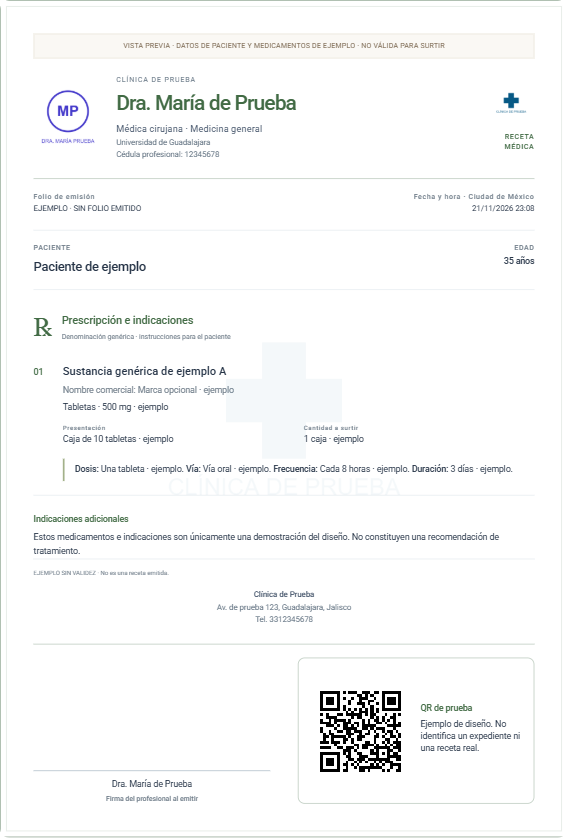 VISTA PREVIA · DATOS DE PACIENTE Y MEDICAMENTOS DE EJEMPLO · NO VÁLIDA PARA SURTIR
MP
DRA. MARÍA PRUEBA
CLÍNICA DE PRUEBA
Dra. María de Prueba
Médica cirujana · Medicina general
Universidad de Guadalajara
Cédula profesional: 12345678
CLÍNICA DE PRUEBA
RECETA
MÉDICA
Folio de emisión
EJEMPLO · SIN FOLIO EMITIDO
Fecha y hora · Ciudad de México
21/11/2026 23:08
PACIENTE
Paciente de ejemplo
EDAD
35 años
℞ Prescripción e indicaciones
Denominación genérica · instrucciones para el paciente
01 Sustancia genérica de ejemplo A
Nombre comercial: Marca opcional · ejemplo
Tabletas · 500 mg · ejemplo
Presentación
Caja de 10 tabletas · ejemplo
Cantidad a surtir
1 caja · ejemplo
Dosis: Una tableta · ejemplo. Vía: Vía oral · ejemplo. Frecuencia: Cada 8 horas · ejemplo. Duración: 3 días · ejemplo.
CLÍNICA DE PRUEBA
Indicaciones adicionales
Estos medicamentos e indicaciones son únicamente una demostración del diseño. No constituyen una recomendación de
tratamiento.
EJEMPLO SIN VALIDEZ · No es una receta emitida.
Clínica de Prueba
Av. de prueba 123, Guadalajara, Jalisco
Tel. 3312345678
Dra. María de Prueba
Firma del profesional al emitir
QR de prueba
Ejemplo de diseño. No
identifica un expediente ni
una receta real.